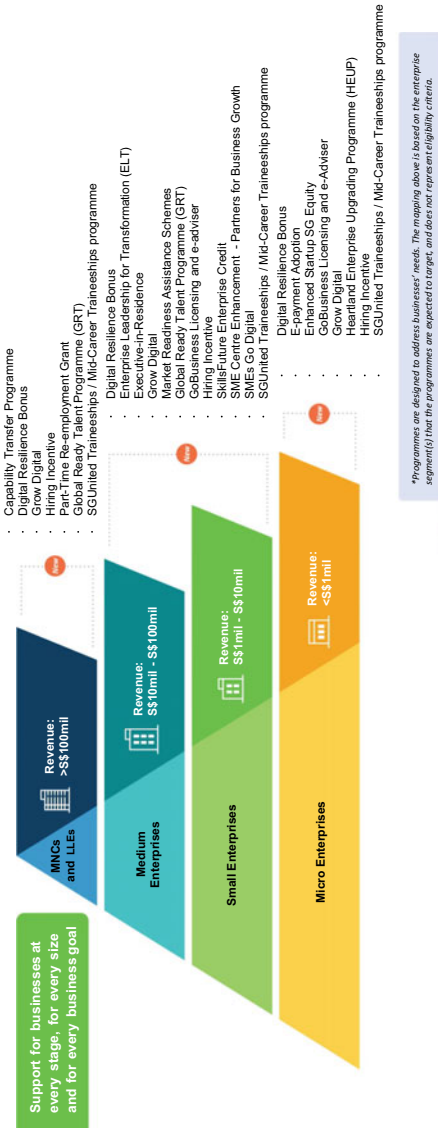 Support for businesses at
every stage, for every size
and for every business goal
MNCs
and LLEs
Revenue:
>S$100mil
New
· Capability Transfer Programme
· Digital Resilience Bonus
· Grow Digital
· Hiring Incentive
· Part-Time Re-employment Grant
· Global Ready Talent Programme (GRT)
· SGUnited Traineeships / Mid-Career Traineeships programme
Medium
Enterprises
Revenue:
S$10mil - S$100mil
Small Enterprises
Revenue:
S$1mil - S$10mil
New
· Digital Resilience Bonus
· Enterprise Leadership for Transformation (ELT)
· Executive-in-Residence
· Grow Digital
· Market Readiness Assistance Schemes
· Global Ready Talent Programme (GRT)
· GoBusiness Licensing and e-adviser
· Hiring Incentive
· SkillsFuture Enterprise Credit
· SME Centre Enhancement - Partners for Business Growth
· SMEs Go Digital
· SGUnited Traineeships / Mid-Career Traineeships programme
Micro Enterprises
Revenue:
<S$1mil
New
· Digital Resilience Bonus
· E-payment Adoption
· Enhanced Startup SG Equity
· GoBusiness Licensing and e-Adviser
· Grow Digital
· Heartland Enterprise Upgrading Programme (HEUP)
· Hiring Incentive
· SGUnited Traineeships / Mid-Career Traineeships programme
*Programmes are designed to address businesses' needs. The mapping above is based on the enterprise
segment(s) that the programmes are expected to target, and does not represent eligibility criteria.